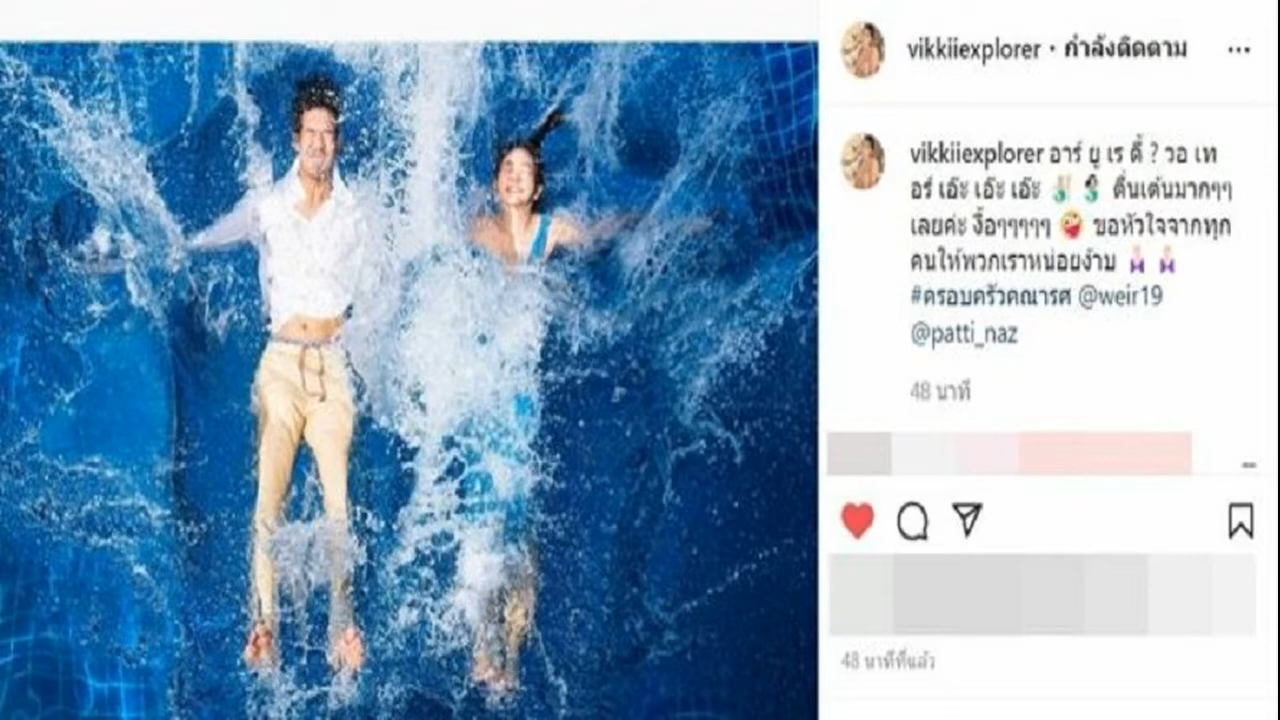 vikkiiexplorer • กำลังติดตาม
vikkiiexplorer อาร์ ยู เร ดี้ ? วอ เท
อร์ เอ๊ะ เอ๊ะ เอ๊ะ ตื่นเต้นมากๆๆ
เลยค่ะ งื้อๆๆๆๆๆ ขอหัวใจจากทุก
คนให้พวกเราหน่อยง้าบ
#ครอบครัวคณารศ @weir19
@patti_naz
48 นาที
48 นาทีที่แล้ว